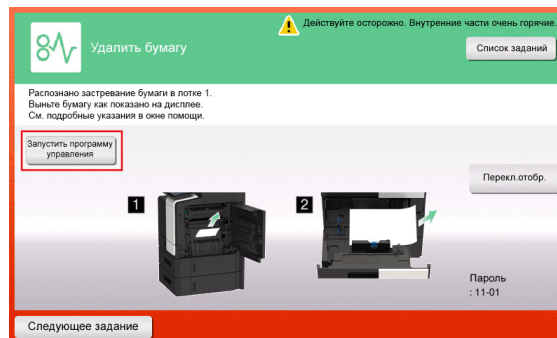 Действуйте осторожно. Внутренние части очень горячие.
Удалить бумагу
Список заданий
Распознано застревание бумаги в лотке 1.
Выньте бумагу как показано на дисплее.
См. подробные указания в окне помощи.
Запустить программу
управления
Перекл.отобр.
1
2
Пароль
: 11-01
Следующее задание